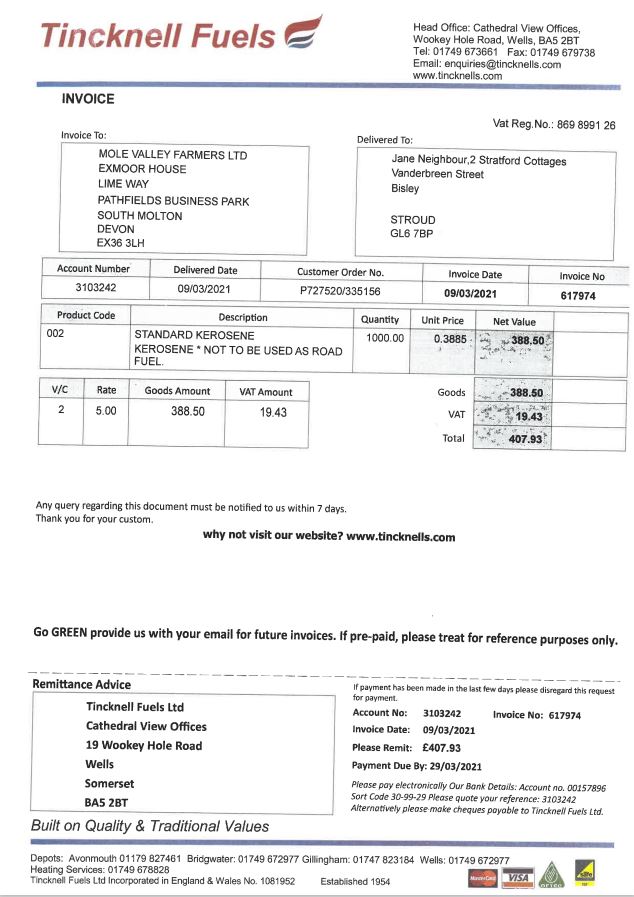 Tincknell Fuels
Head Office: Cathedral View Offices,
Wookey Hole Road, Wells, BA5 2BT
Tel: 01749 673661 Fax: 01749 679738
Email: enquiries@tincknells.com
www.tincknells.com
INVOICE
Vat Reg.No.: 869 8991 26
Invoice To:
MOLE VALLEY FARMERS LTD
EXMOOR HOUSE
LIME WAY
PATHFIELDS BUSINESS PARK
SOUTH MOLTON
DEVON
EX36 3LH
Delivered To:
Jane Neighbour,2 Stratford Cottages
Vanderbreen Street
Bisley
STROUD
GL6 7BP
Account Number Delivered Date Customer Order No. Invoice Date Invoice No
3103242 09/03/2021 P727520/335156 09/03/2021 617974
Product Code Description Quantity Unit Price Net Value
002 STANDARD KEROSENE 1000.00 0.3885 388.50
KEROSENE * NOT TO BE USED AS ROAD
FUEL.
V/C Rate Goods Amount VAT Amount
2 5.00 388.50 19.43
Goods 388.50
VAT 19.43
Total 407.93
Any query regarding this document must be notified to us within 7 days.
Thank you for your custom.
why not visit our website? www.tincknells.com
Go GREEN provide us with your email for future invoices. If pre-paid, please treat for reference purposes only.
Remittance Advice
Tincknell Fuels Ltd
Cathedral View Offices
19 Wookey Hole Road
Wells
Somerset
BA5 2BT
If payment has been made in the last few days please disregard this request
for payment.
Account No: 3103242 Invoice No: 617974
Invoice Date: 09/03/2021
Please Remit: £407.93
Payment Due By: 29/03/2021
Please pay electronically Our Bank Details: Account no. 00157896
Sort Code 30-99-29 Please quote your reference: 3103242
Alternatively please make cheques payable to Tincknell Fuels Ltd.
Built on Quality & Traditional Values
Depots: Avonmouth 01179 827461 Bridgwater: 01749 672977 Gillingham: 01747 823184 Wells: 01749 672977
Heating Services: 01749 678828
Tincknell Fuels Ltd Incorporated in England & Wales No. 1081952 Established 1954
MasterCard VISA OFTEC